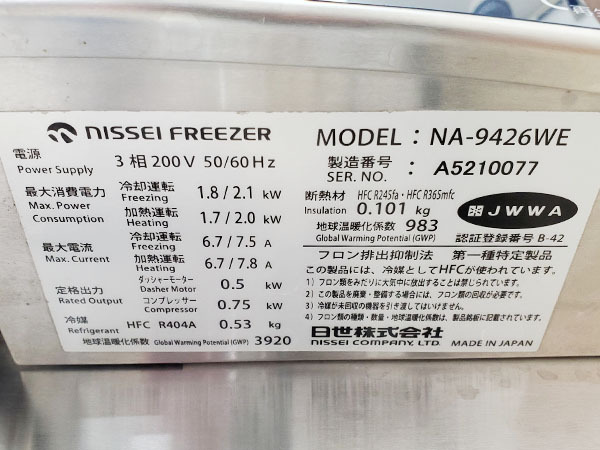 NISSEI FREEZER
電源
Power Supply
3 相 200V 50/60Hz
最大消費電力
Max. Power
Consumption
冷却運転
Freezing
1.8 / 2.1 kW
加熱運転
Heating
1.7 / 2.0 kW
最大電流
Max. Current
冷却運転
Freezing
6.7 / 7.5 A
加熱運転
Heating
6.7 / 7.8 A
定格出力
Rated Output
ダッシャーモーター
Dasher Motor
0.5 kW
コンプレッサー
Compressor
0.75 kW
冷媒
Refrigerant
HFC R404A 0.53 kg
地球温暖化係数 Global Warming Potential (GWP) 3920
MODEL : NA-9426WE
製造番号
SER. NO.
: A5210077
断熱材 HFC R245fa・HFC R365mfc
Insulation 0.101 kg
地球温暖化係数 983
Global Warming Potential (GWP)
JWWA
認証登録番号 B-42
フロン排出抑制法 第一種特定製品
この製品には、冷媒としてHFCが使われています。
1）フロン類をみだりに大気中に放出することは禁じられています。
2）この製品を廃棄・整備する場合には、フロン類の回収が必要です。
3）冷媒が未回収の機器を引き渡してはいけません。
4）フロン類の種類・数量・地球温暖化係数は、製品銘板に記載されています。
日世株式会社
NISSEI COMPANY, LTD.
MADE IN JAPAN